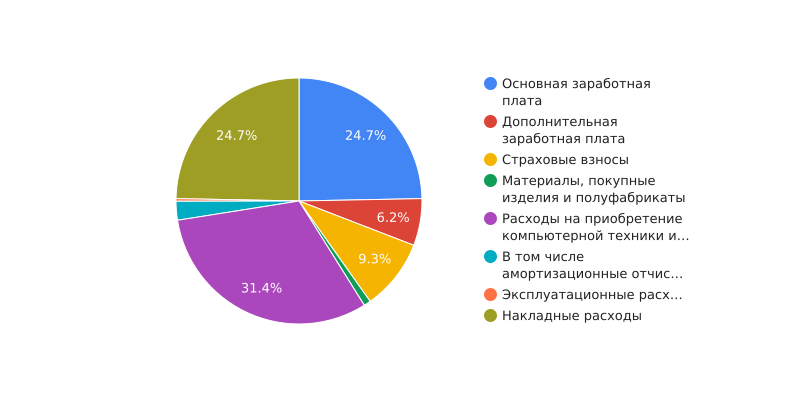 24.7%
24.7%
6.2%
9.3%
31.4%
Основная заработная
плата
Дополнительная
заработная плата
Страховые взносы
Материалы, покупные
изделия и полуфабрикаты
Расходы на приобретение
компьютерной техники и…
В том числе
амортизационные отчис…
Эксплуатационные расх…
Накладные расходы